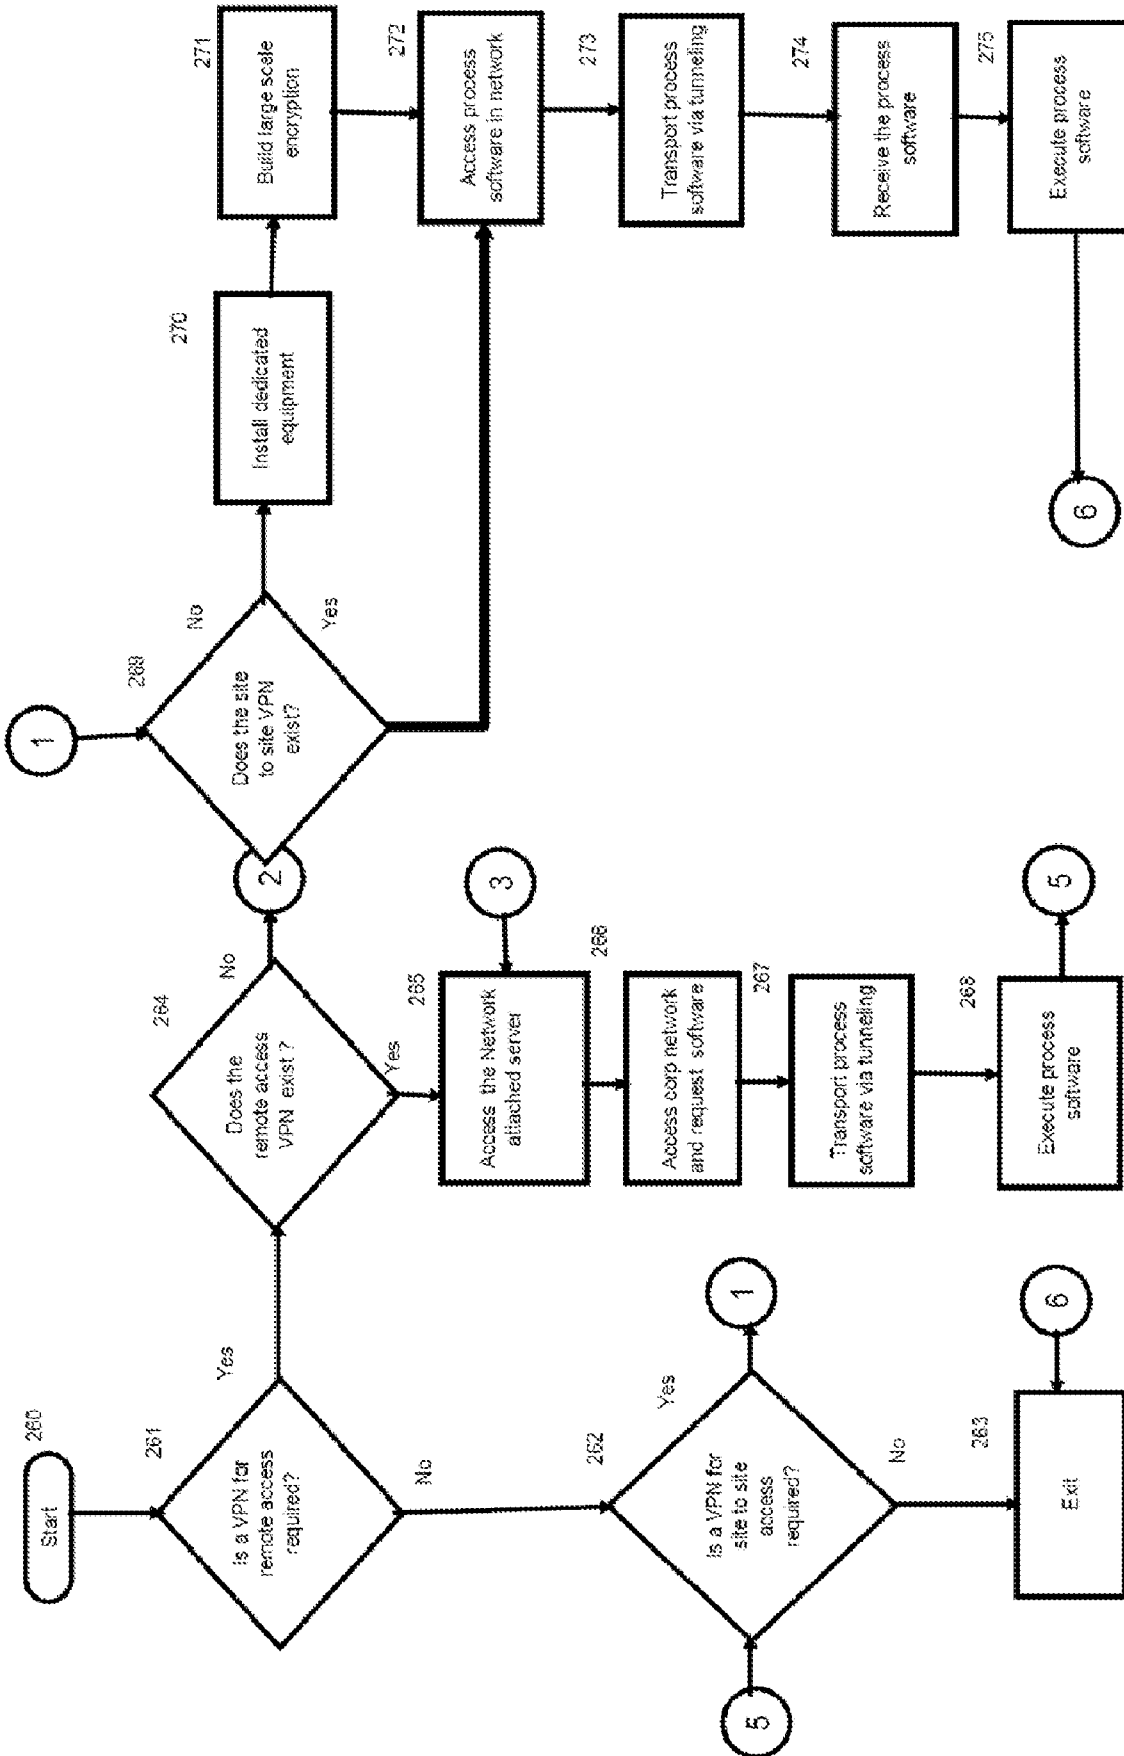 Start
260
261
Is a VPN for
remote access
required?
Yes
No
264
Does the
remote access
VPN exist ?
No
Yes
2
1
269
Does the site
to site VPN
exist?
No
Yes
270
Install dedicated
equipment
271
Build large scale
encryption
272
Access process
software in network
273
Transport process
software via tunneling
274
Receive the process
software
275
Execute process
software
6
3
265
Access the Network
attached server
266
Access corp network
and request software
267
Transport process
software via tunneling
268
Execute process
software
5
5
262
Is a VPN for
site to site
access
required?
Yes
1
No
263
Exit
6